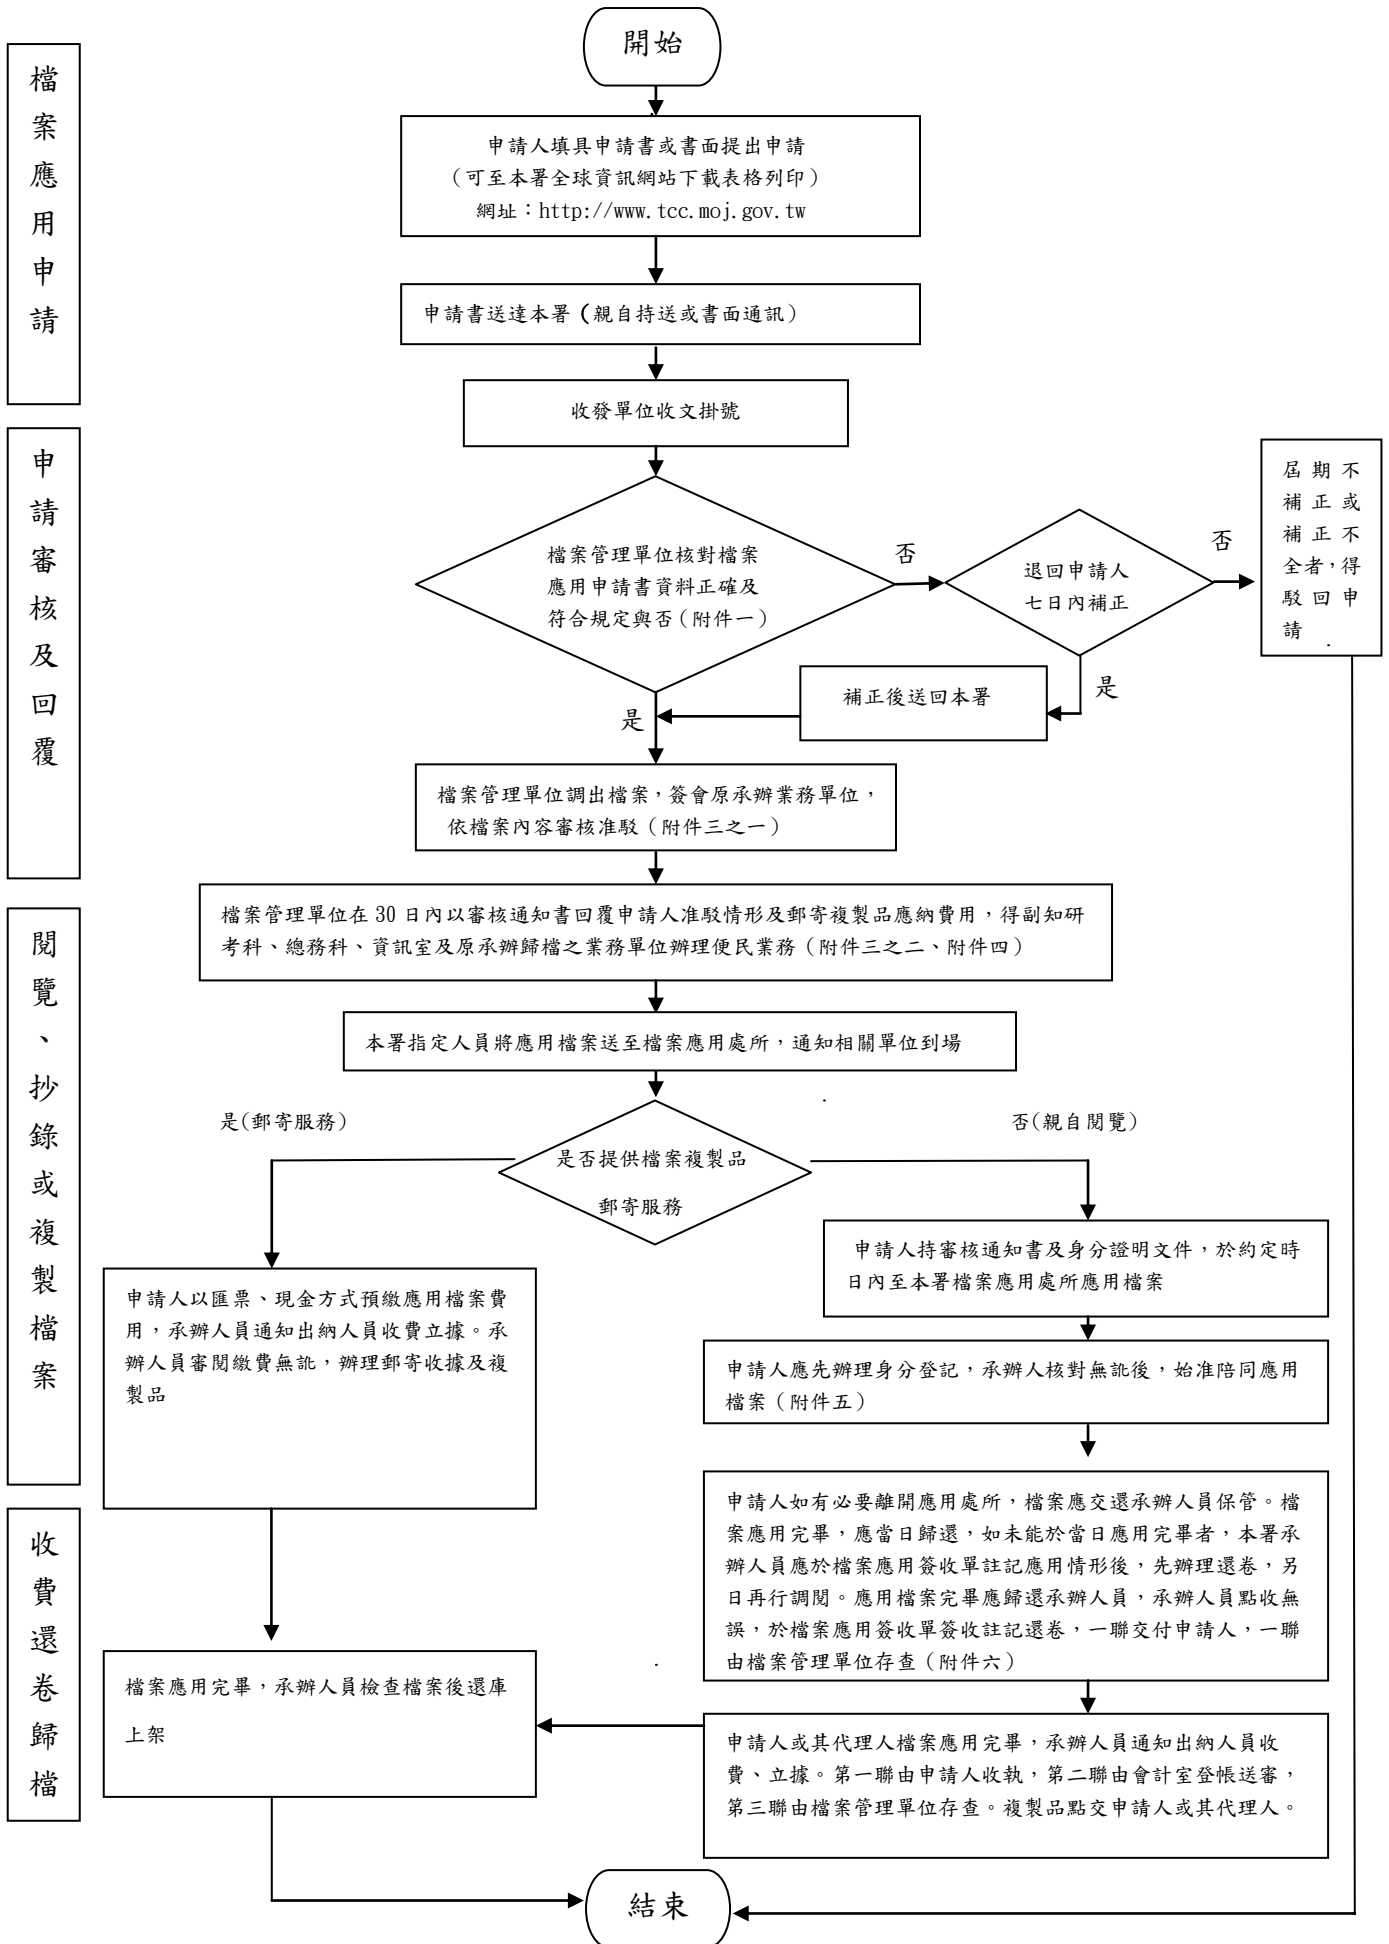 開始
檔案應用申請
申請人填具申請書或書面提出申請
（可至本署全球資訊網站下載表格列印）
網址：http://www.tcc.moj.gov.tw
申請書送達本署（親自持送或書面通訊）
收發單位收文掛號
申請審核及回覆
檔案管理單位核對檔案
應用申請書資料正確及
符合規定與否（附件一）
否
退回申請人
七日內補正
否
屆期不
補正或
補正不
全者，得
駁回申
請
是
補正後送回本署
是
檔案管理單位調出檔案，簽會原承辦業務單位，
依檔案內容審核准駁（附件三之一）
檔案管理單位在 30 日內以審核通知書回覆申請人准駁情形及郵寄複製品應納費用，得副知研
考科、總務科、資訊室及原承辦歸檔之業務單位辦理便民業務（附件三之二、附件四）
閱覽、抄錄或複製檔案
本署指定人員將應用檔案送至檔案應用處所，通知相關單位到場
是(郵寄服務)
否(親自閱覽)
是否提供檔案複製品
郵寄服務
申請人以匯票、現金方式預繳應用檔案費
用，承辦人員通知出納人員收費立據。承
辦人員審閱繳費無訛，辦理郵寄收據及複
製品
申請人持審核通知書及身分證明文件，於約定時
日內至本署檔案應用處所應用檔案
申請人應先辦理身分登記，承辦人核對無訛後，始准陪同應用
檔案（附件五）
申請人如有必要離開應用處所，檔案應交還承辦人員保管。檔
案應用完畢，應當日歸還，如未能於當日應用完畢者，本署承
辦人員應於檔案應用簽收單註記應用情形後，先辦理還卷，另
日再行調閱。應用檔案完畢應歸還承辦人員，承辦人員點收無
誤，於檔案應用簽收單簽收註記還卷，一聯交付申請人，一聯
由檔案管理單位存查（附件六）
收費還卷歸檔
檔案應用完畢，承辦人員檢查檔案後還庫
上架
申請人或其代理人檔案應用完畢，承辦人員通知出納人員收
費、立據。第一聯由申請人收執，第二聯由會計室登帳送審，
第三聯由檔案管理單位存查。複製品點交申請人或其代理人。
結束